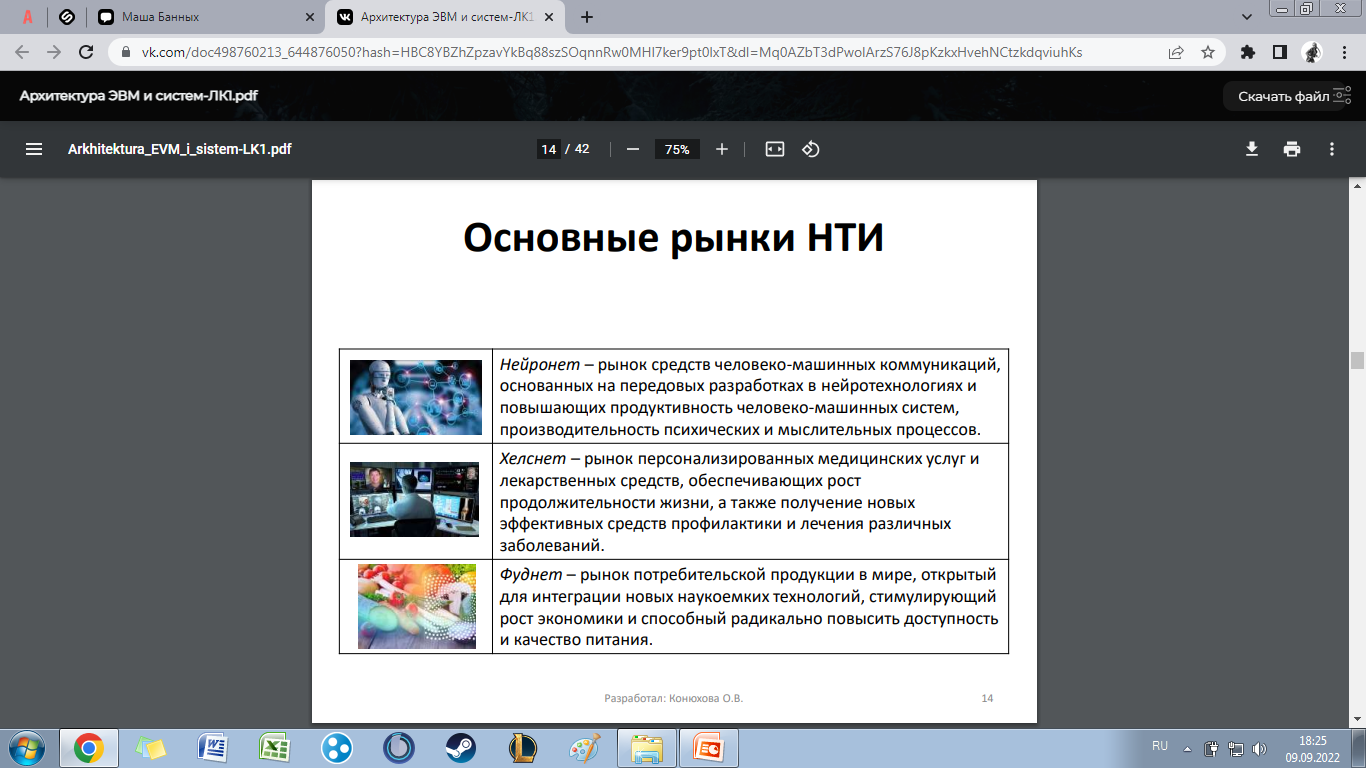 Маша Банных
Архитектура ЭВМ и систем-ЛК1
vk.com/doc498760213_644876050?hash=HBC8YBZhZpzavYkBq88szSOqnnRw0MHl7ker9pt0lxT&dl=Mq0AZbT3dPwoIArzS76J8pKzkxHvehNCtzkdqviuhKs
Архитектура ЭВМ и систем-ЛК1.pdf
Скачать файл
Arkhitektura_EVM_i_sistem-LK1.pdf
14 / 42
75%
Основные рынки НТИ
Нейронет – рынок средств человеко-машинных коммуникаций,
основанных на передовых разработках в нейротехнологиях и
повышающих продуктивность человеко-машинных систем,
производительность психических и мыслительных процессов.
Хелснет – рынок персонализированных медицинских услуг и
лекарственных средств, обеспечивающих рост
продолжительности жизни, а также получение новых
эффективных средств профилактики и лечения различных
заболеваний.
Фуднет – рынок потребительской продукции в мире, открытый
для интеграции новых наукоемких технологий, стимулирующий
рост экономики и способный радикально повысить доступность
и качество питания.
Разработал: Конюхова О.В.
14
RU
18:25
09.09.2022